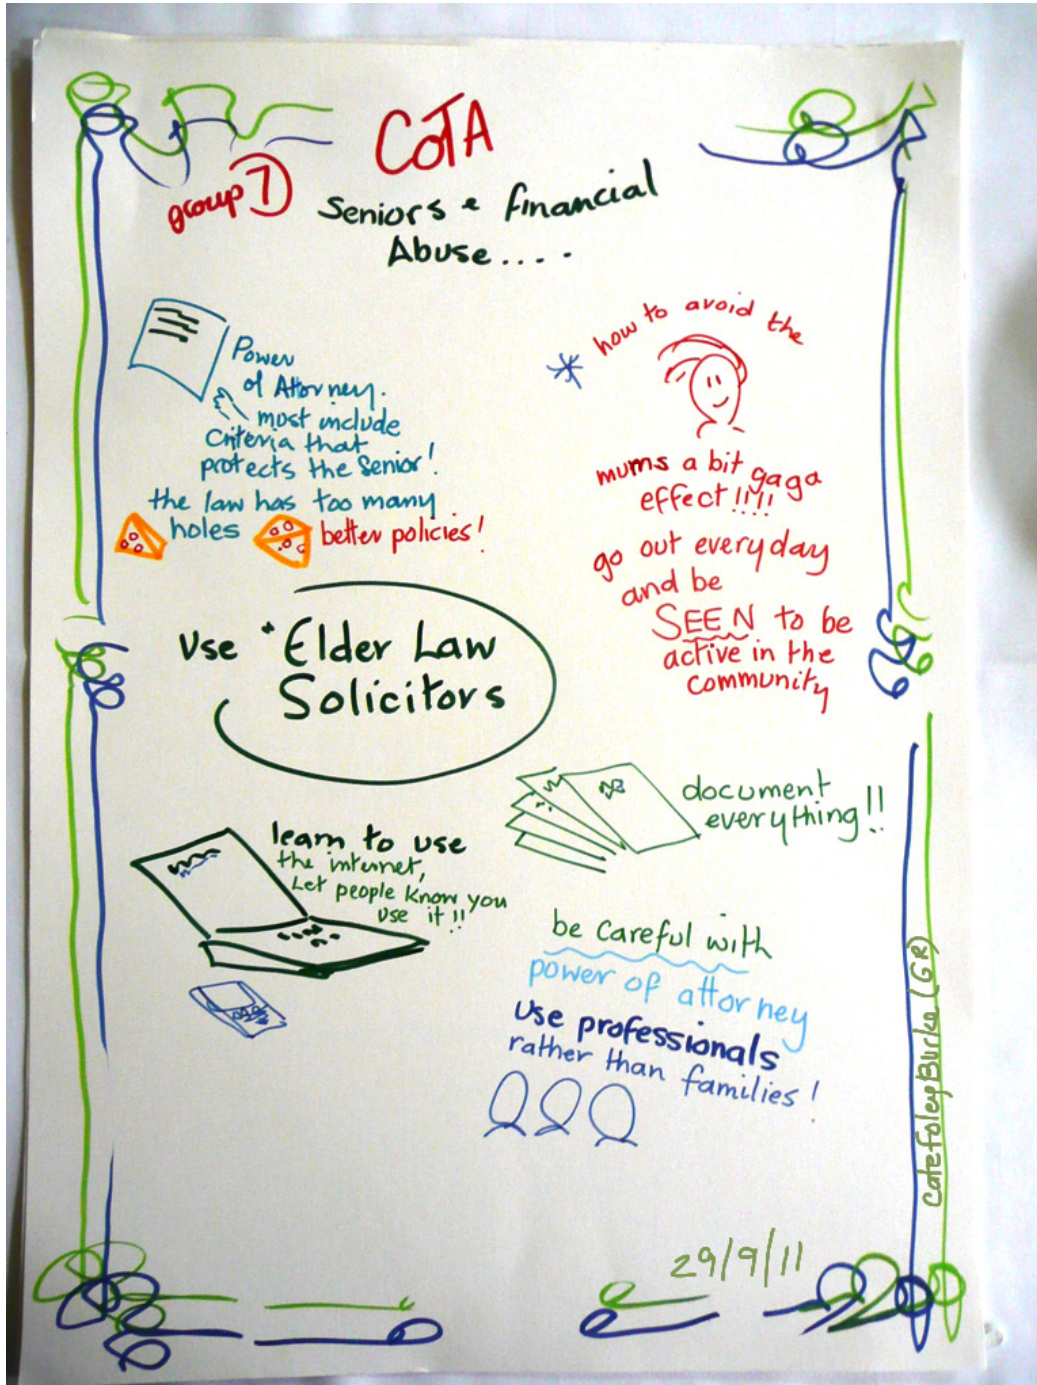 COTA
group 7
Seniors & financial
Abuse....
Power
of Attorney.
must include
criteria that
protects the senior!
the law has too many
holes
better policies!
* how to avoid the
mums a bit gaga
effect!!!!
go out everyday
and be
SEEN to be
active in the
community
Use * Elder Law
Solicitors
document
everything!!
learn to use
the internet,
Let people know you
use it!!
be careful with
power of attorney
use professionals
rather than families!
CateFoleyBurke (GR)
29/9/11